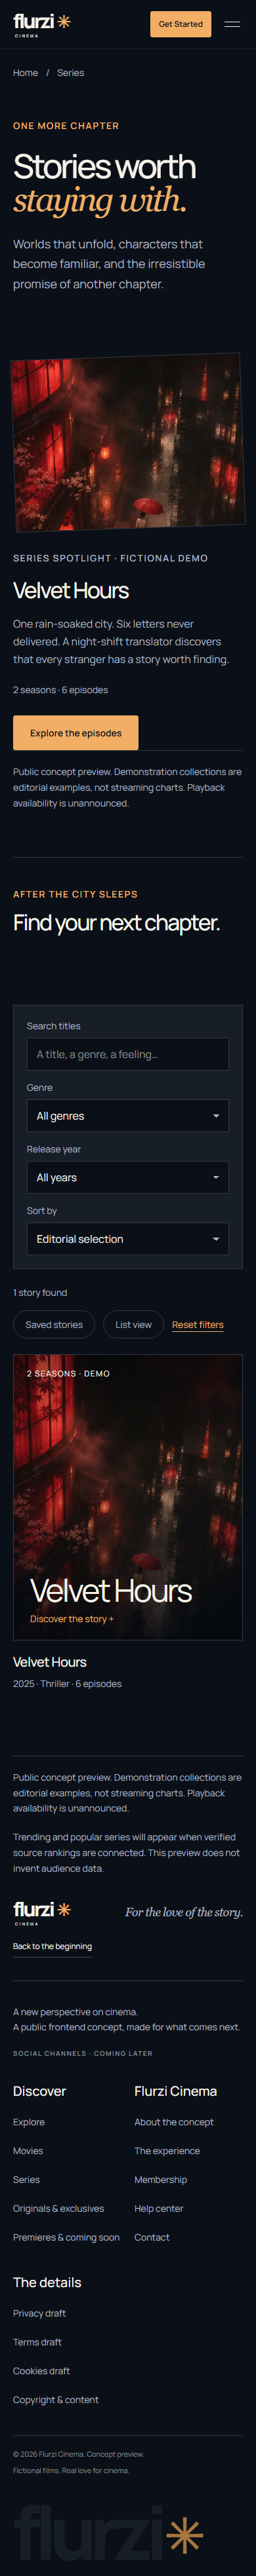 flurzi
CINEMA
Get Started
Home / Series
ONE MORE CHAPTER
Stories worth
staying with.
Worlds that unfold, characters that
become familiar, and the irresistible
promise of another chapter.
SERIES SPOTLIGHT · FICTIONAL DEMO
Velvet Hours
One rain-soaked city. Six letters never
delivered. A night-shift translator discovers
that every stranger has a story worth finding.
2 seasons · 6 episodes
Explore the episodes
Public concept preview. Demonstration collections are
editorial examples, not streaming charts. Playback
availability is unannounced.
AFTER THE CITY SLEEPS
Find your next chapter.
Search titles
A title, a genre, a feeling...
Genre
All genres
Release year
All years
Sort by
Editorial selection
1 story found
Saved stories
List view
Reset filters
2 SEASONS · DEMO
Velvet Hours
Discover the story +
Velvet Hours
2025 · Thriller · 6 episodes
Public concept preview. Demonstration collections are
editorial examples, not streaming charts. Playback
availability is unannounced.
Trending and popular series will appear when verified
source rankings are connected. This preview does not
invent audience data.
flurzi
CINEMA
For the love of the story.
Back to the beginning
A new perspective on cinema.
A public frontend concept, made for what comes next.
SOCIAL CHANNELS · COMING LATER
Discover
Explore
Movies
Series
Originals & exclusives
Premieres & coming soon
Flurzi Cinema
About the concept
The experience
Membership
Help center
Contact
The details
Privacy draft
Terms draft
Cookies draft
Copyright & content
© 2026 Flurzi Cinema. Concept preview.
Fictional films. Real love for cinema.
flurzi